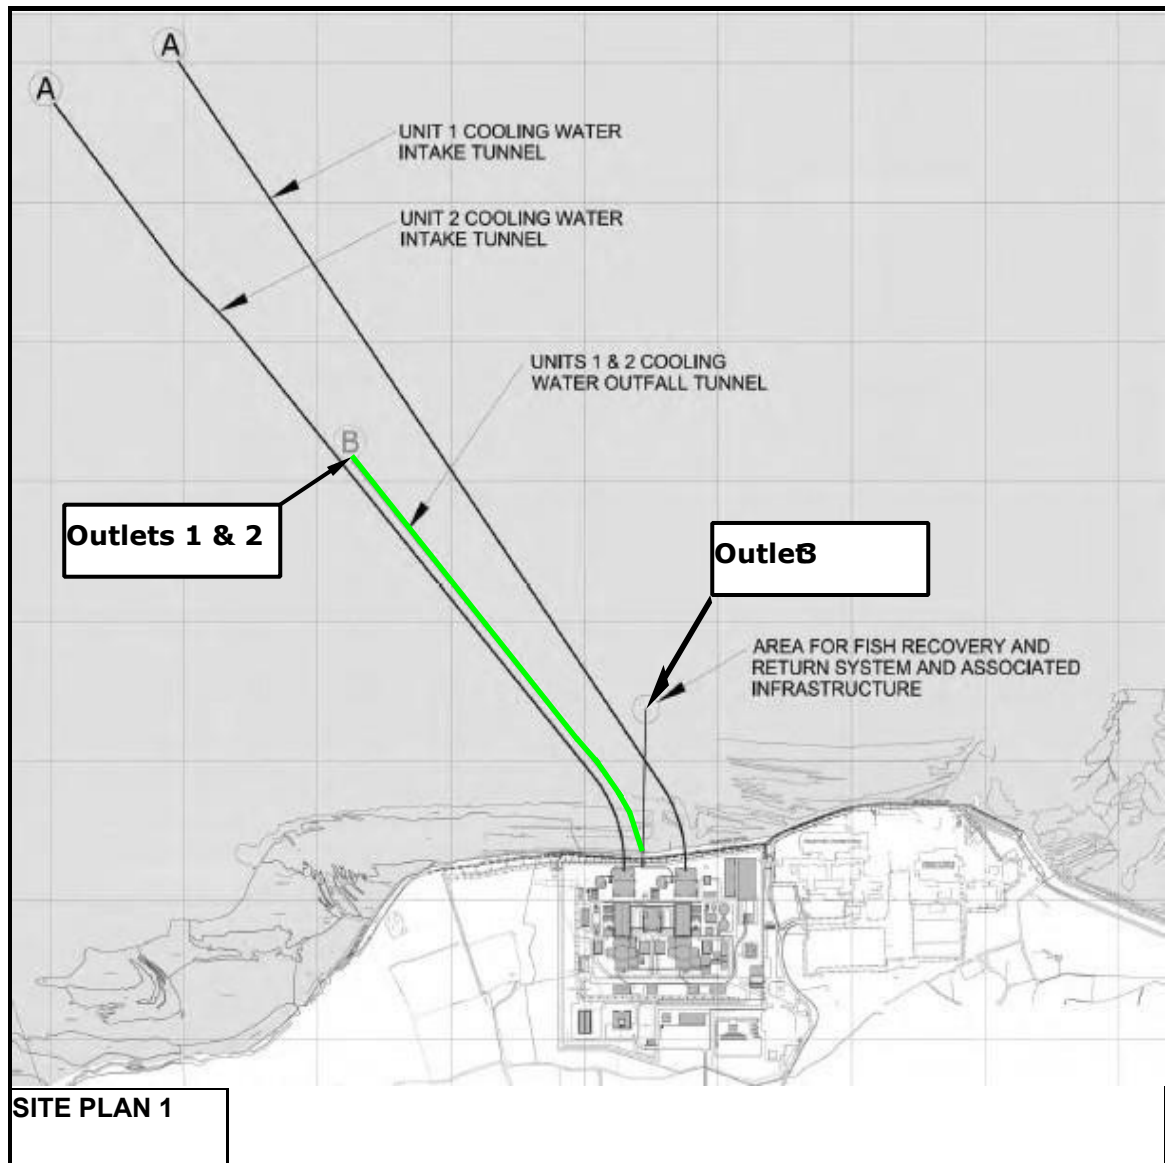 A
A
UNIT 1 COOLING WATER
INTAKE TUNNEL
UNIT 2 COOLING WATER
INTAKE TUNNEL
UNITS 1 & 2 COOLING
WATER OUTFALL TUNNEL
B
Outlets 1 & 2
Outlet3
AREA FOR FISH RECOVERY AND
RETURN SYSTEM AND ASSOCIATED
INFRASTRUCTURE
SITE PLAN 1